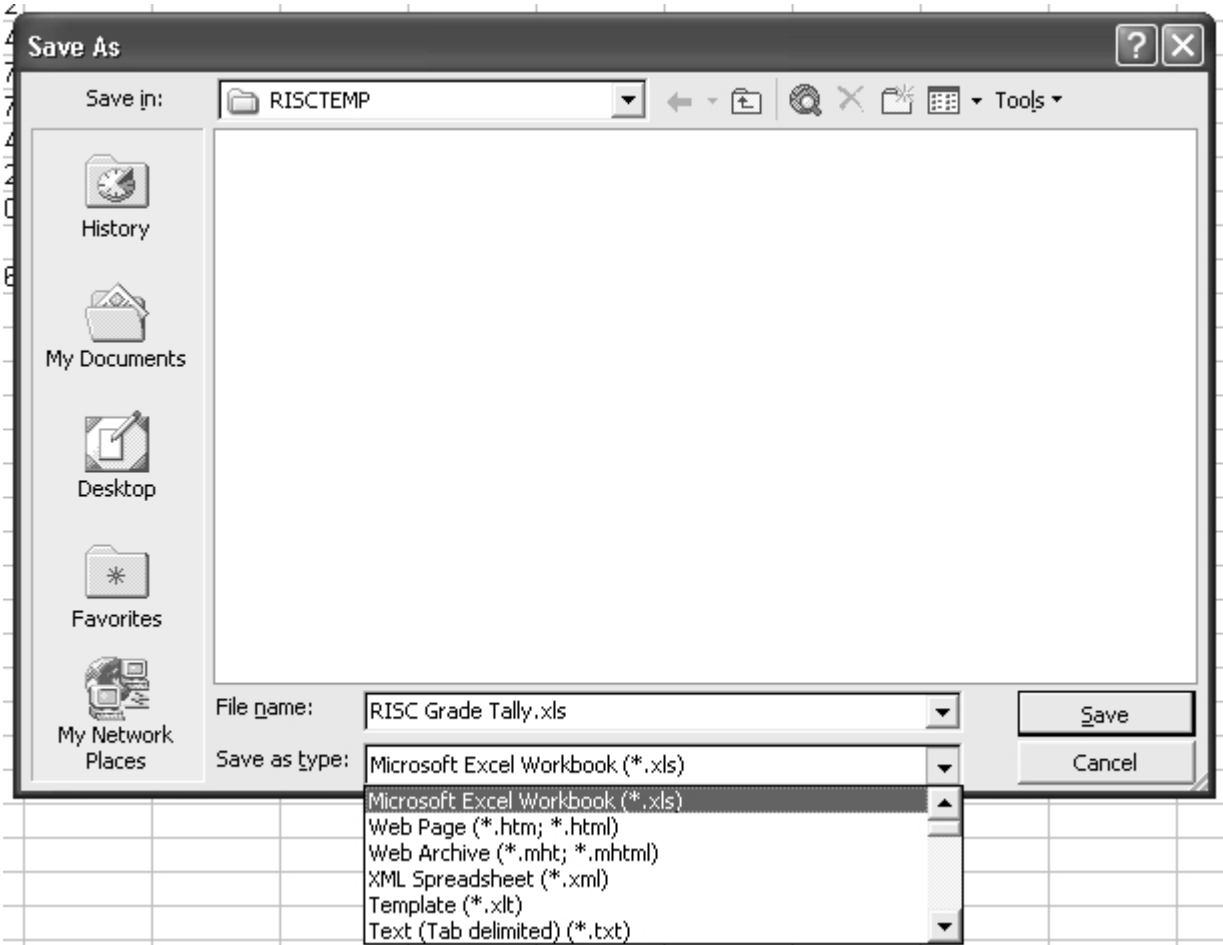 Save As
Save in:
RISCTEMP
Tools
History
My Documents
Desktop
Favorites
My Network
Places
File name:
RISC Grade Tally.xls
Save
Save as type:
Microsoft Excel Workbook (*.xls)
Cancel
Microsoft Excel Workbook (*.xls)
Web Page (*.htm; *.html)
Web Archive (*.mht; *.mhtml)
XML Spreadsheet (*.xml)
Template (*.xlt)
Text (Tab delimited) (*.txt)